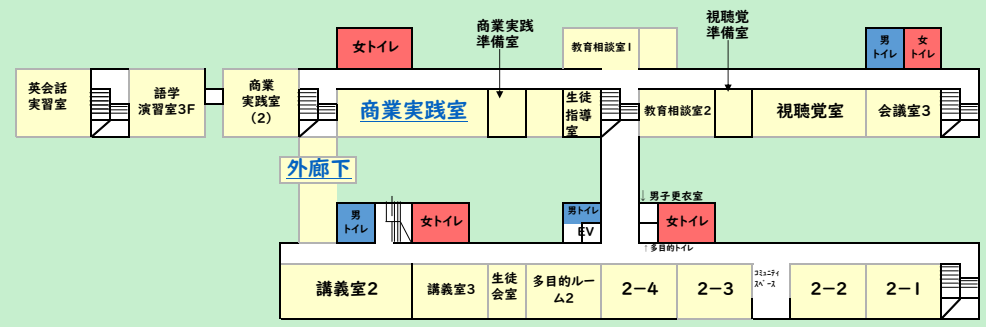 商業実践
準備室
視聴覚
準備室
女トイレ
教育相談室1
男
トイレ
女
トイレ
英会話
実習室
語学
演習室3F
商業
実践室
(2)
商業実践室
生徒
指導
室
教育相談室2
視聴覚室
会議室3
外廊下
男
トイレ
女トイレ
男トイレ
EV
↓男子更衣室
女トイレ
↑多目的トイレ
講義室2
講義室3
生徒
会室
多目的ルー
ム2
2-4
2-3
コミュニティ
スペース
2-2
2-1